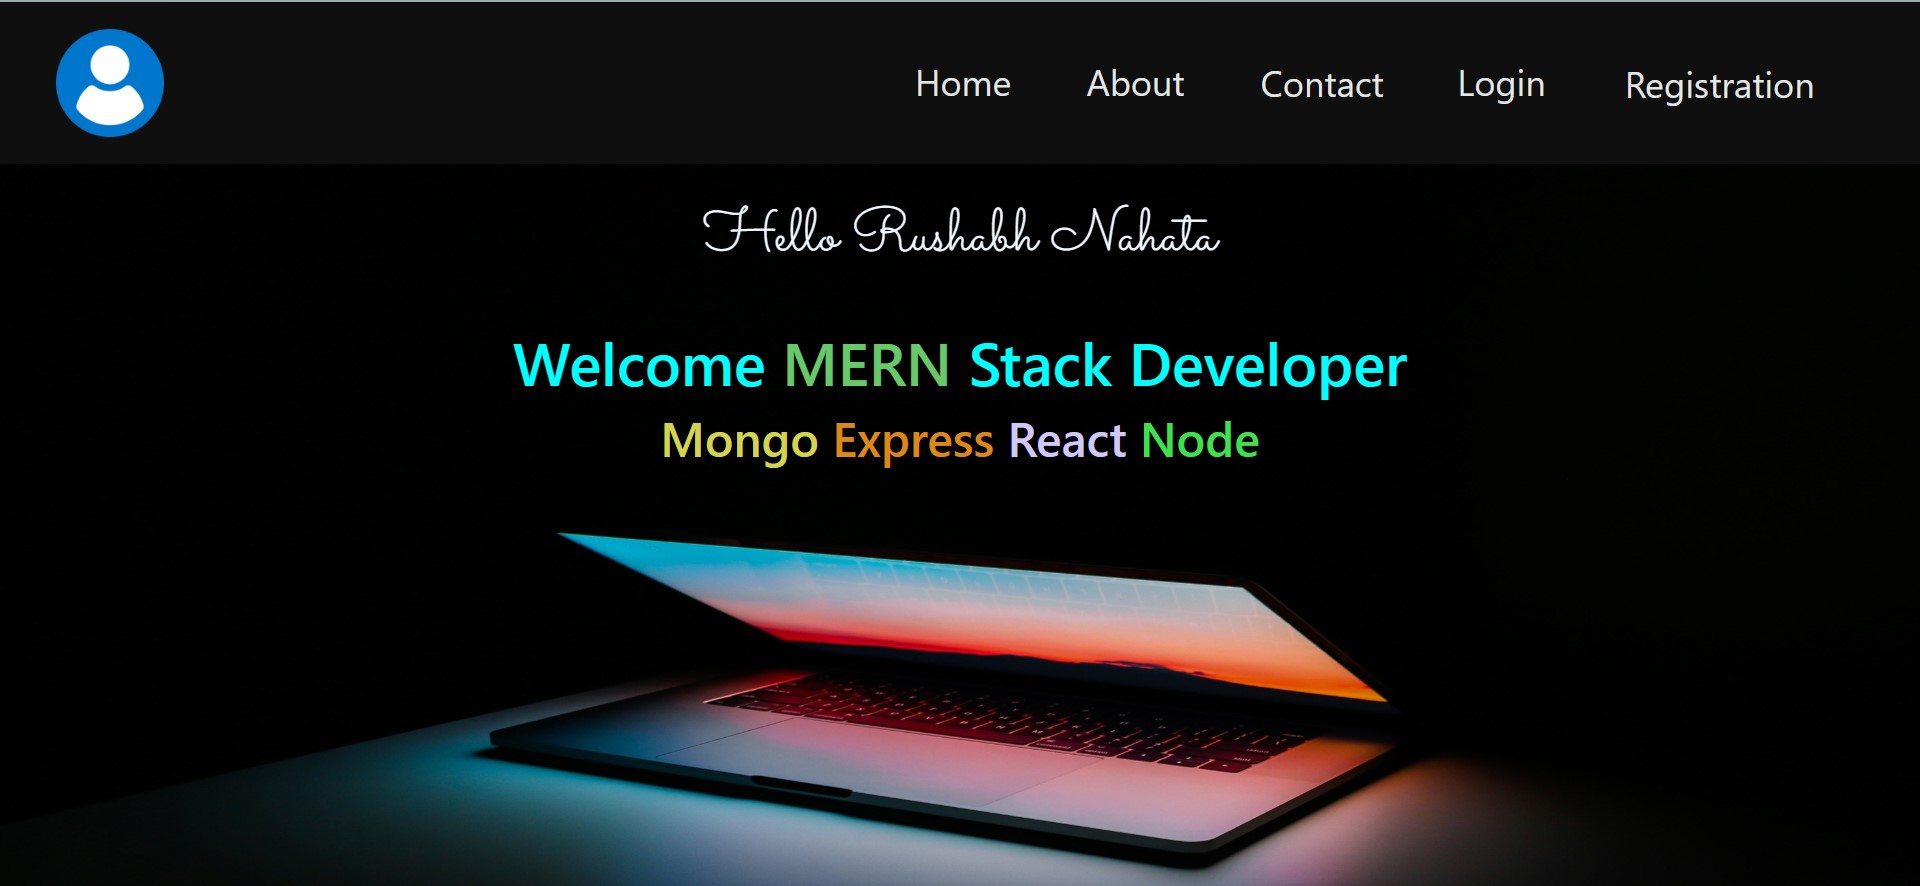 Home About Contact Login Registration
Hello Rushabh Nahata
Welcome MERN Stack Developer
Mongo Express React Node